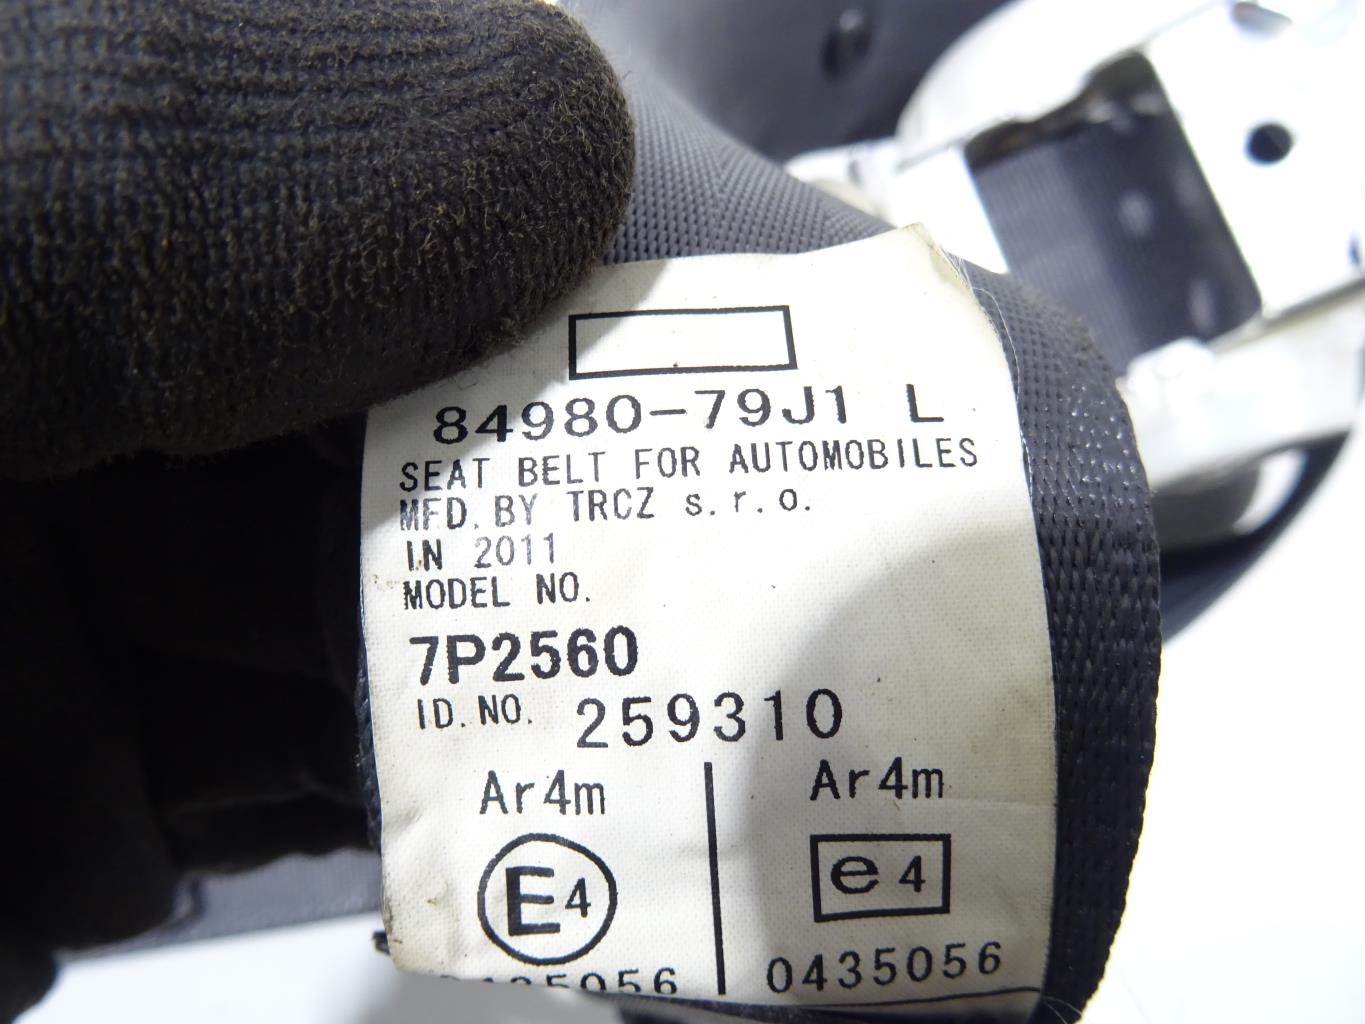 84980-79J1 L
SEAT BELT FOR AUTOMOBILES
MFD. BY TRCZ s.r.o.
IN 2011
MODEL NO.
7P2560
ID. NO. 259310
Ar4m Ar4m
E4 e4
0435056